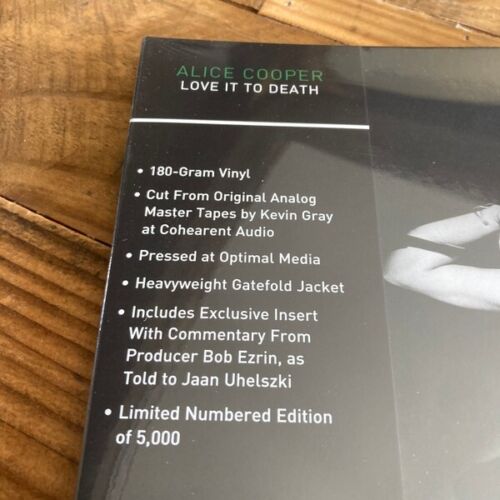 ALICE COOPER
LOVE IT TO DEATH
• 180-Gram Vinyl
• Cut From Original Analog
Master Tapes by Kevin Gray
at Cohearent Audio
• Pressed at Optimal Media
• Heavyweight Gatefold Jacket
• Includes Exclusive Insert
With Commentary From
Producer Bob Ezrin, as
Told to Jaan Uhelszki
• Limited Numbered Edition
of 5,000